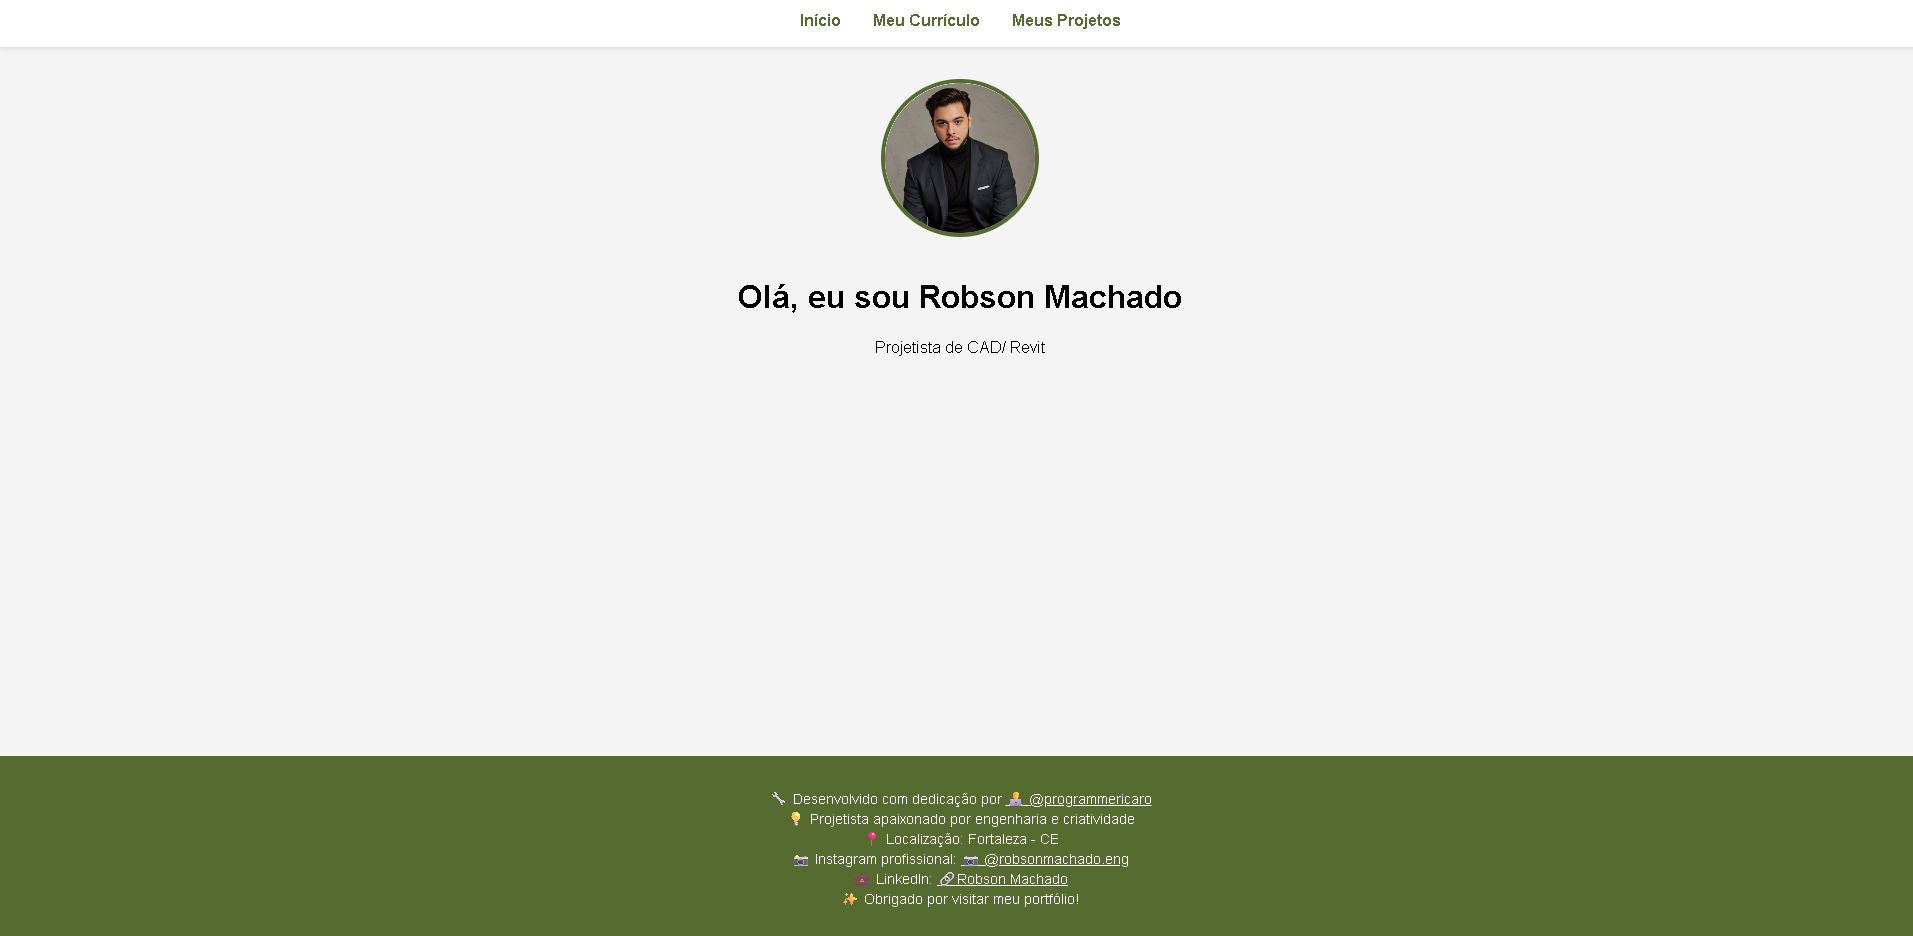 Início Meu Currículo Meus Projetos
Olá, eu sou Robson Machado
Projetista de CAD/ Revit
🔧 Desenvolvido com dedicação por 👨‍💻 @programmericaro
💡 Projetista apaixonado por engenharia e criatividade
📍 Localização: Fortaleza - CE
📸 Instagram profissional: 📷 @robsonmachado.eng
💼 LinkedIn: 🔗 Robson Machado
✨ Obrigado por visitar meu portfólio!